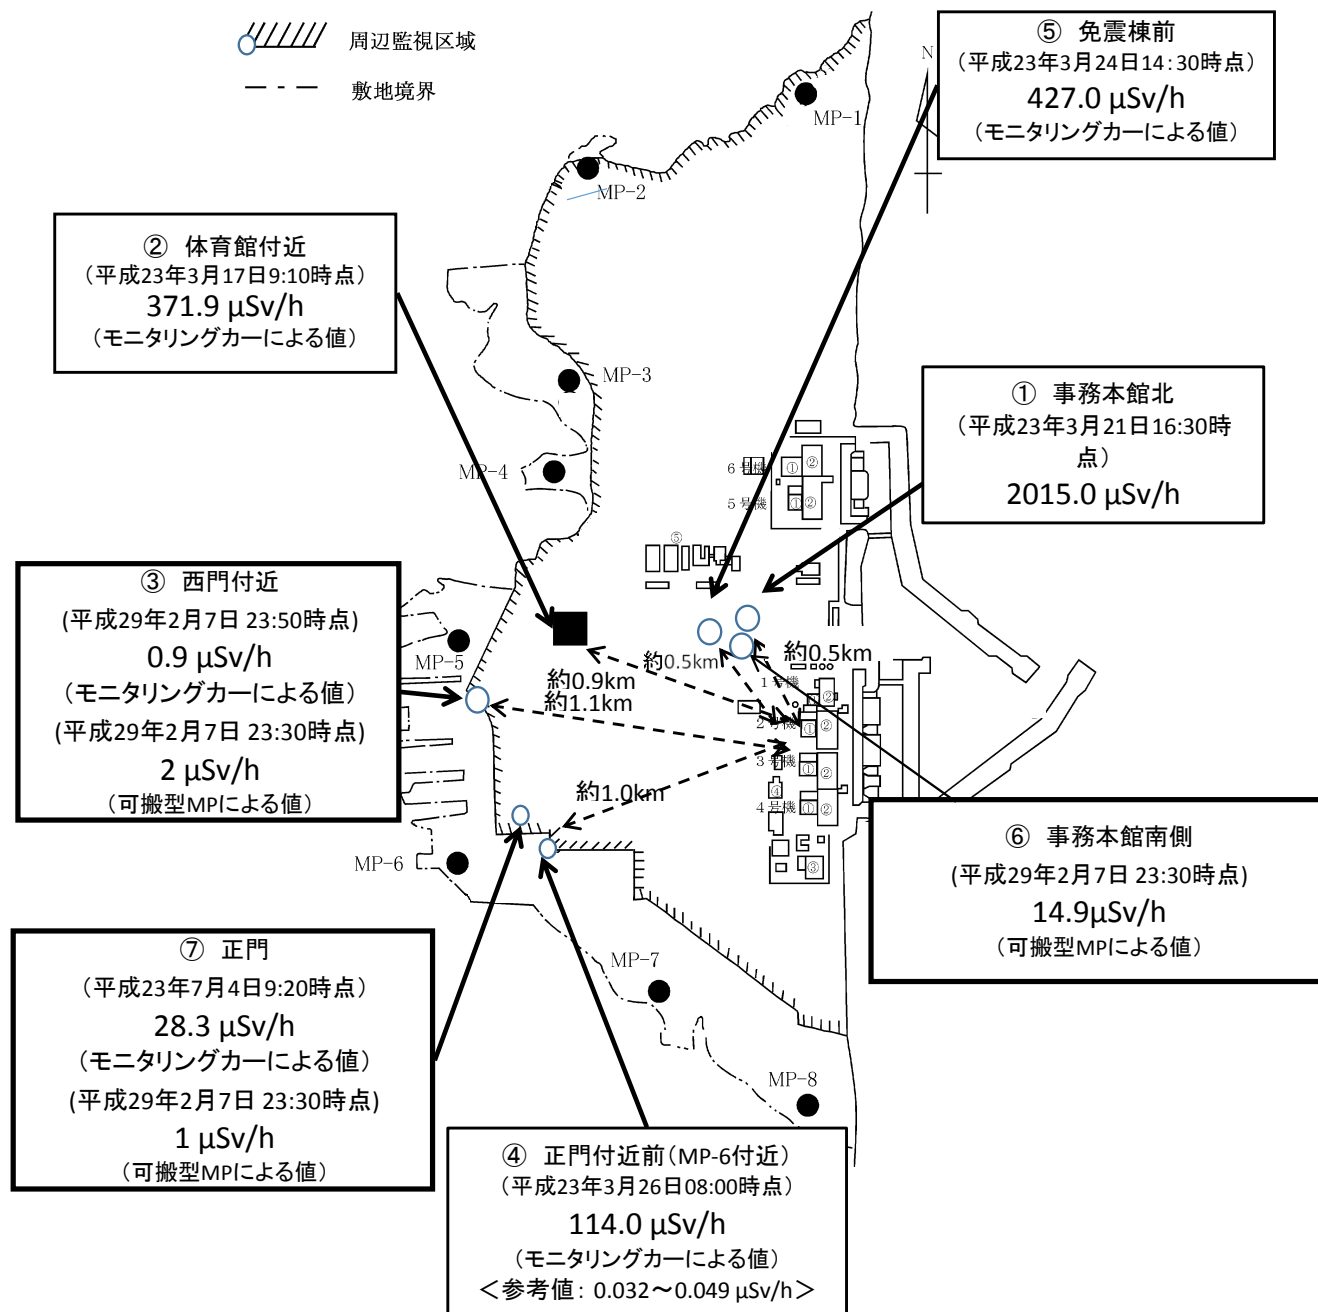 周辺監視区域
敷地境界
⑤ 免震棟前
（平成23年3月24日14：30時点）
427.0 μSv/h
（モニタリングカーによる値）
N
MP-1
MP-2
② 体育館付近
（平成23年3月17日9:10時点）
371.9 μSv/h
（モニタリングカーによる値）
MP-3
① 事務本館北
（平成23年3月21日16:30時
点）
2015.0 μSv/h
MP-4
6号機
①
②
5号機
①
②
⑤
③ 西門付近
(平成29年2月7日 23:50時点)
0.9 μSv/h
（モニタリングカーによる値）
(平成29年2月7日 23:30時点)
2 μSv/h
（可搬型MPによる値）
MP-5
約0.5km
約0.5km
約0.9km
約1.1km
1号機
②
2号機
①
②
3号機
①
②
約1.0km
④
4号機
①
②
③
MP-6
⑥ 事務本館南側
(平成29年2月7日 23:30時点)
14.9μSv/h
（可搬型MPによる値）
⑦ 正門
（平成23年7月4日9:20時点）
28.3 μSv/h
（モニタリングカーによる値）
(平成29年2月7日 23:30時点)
1 μSv/h
（可搬型MPによる値）
MP-7
MP-8
④ 正門付近前（MP-6付近）
（平成23年3月26日08:00時点）
114.0 μSv/h
（モニタリングカーによる値）
＜参考値： 0.032～0.049 μSv/h＞